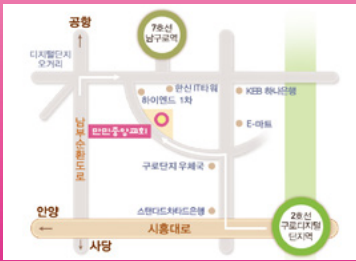 공항
7호선
남구로역
디지털단지
오거리
만신 IT타워
하이엔드 1차
KEB 하나은행
만민중앙교회
E-마트
남부순환도로
구로단지 우체국
스탠다드차타드은행
안양
시흥대로
2호선
구로디지털
단지역
사당